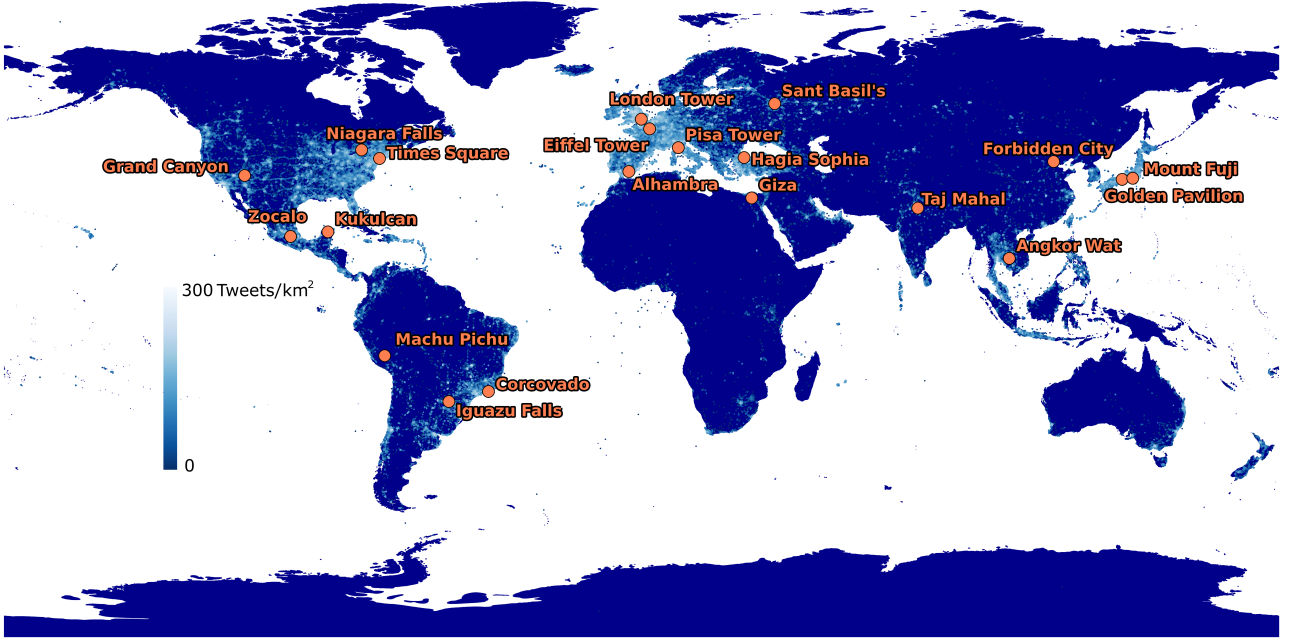 Sant Basil's
London Tower
Niagara Falls
Pisa Tower
Eiffel Tower
Times Square
Forbidden City
Hagia Sophia
Grand Canyon
Mount Fuji
Alhambra
Giza
Golden Pavilion
Taj Mahal
Zocalo
Kukulcan
Angkor Wat
300 Tweets/km²
Machu Pichu
Corcovado
Iguazu Falls
0